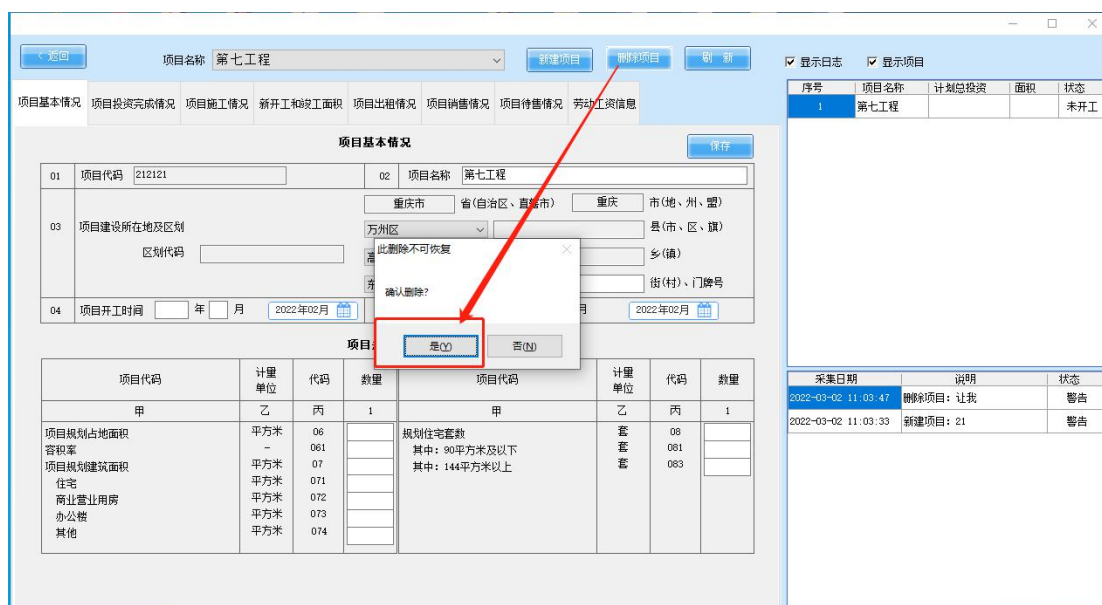 < 返回
项目名称 第七工程
新建项目 删除项目 刷 新
显示日志 显示项目
项目基本情况 项目投资完成情况 项目施工情况 新开工和竣工面积 项目出租情况 项目销售情况 项目待售情况 劳动工资信息
序号 项目名称 计划总投资 面积 状态
1 第七工程 未开工
项目基本情况
保存
01 项目代码 212121 02 项目名称 第七工程
重庆市 省(自治区、直辖市) 重庆 市(地、州、盟)
03 项目建设所在地及区划
万州区 县(市、区、旗)
区划代码
乡(镇)
街(村)、门牌号
此删除不可恢复
确认删除?
是(Y) 否(N)
04 项目开工时间 年 月 2022年02月 月 2022年02月
项目
项目代码 计量单位 代码 数量 项目代码 计量单位 代码 数量
甲 乙 丙 1 甲 乙 丙 1
项目规划占地面积 平方米 06 规划住宅套数 套 08
容积率 - 061 其中:90平方米及以下 套 081
项目规划建筑面积 平方米 07 其中:144平方米以上 套 083
住宅 平方米 071
商业营业用房 平方米 072
办公楼 平方米 073
其他 平方米 074
采集日期 说明 状态
2022-03-02 11:03:47 删除项目:让我 警告
2022-03-02 11:03:33 新建项目:21 警告